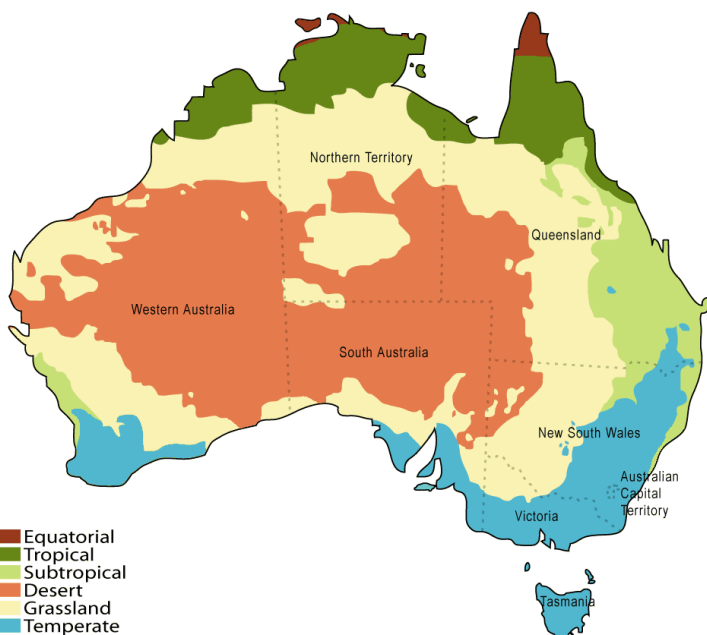 Northern Territory
Queensland
Western Australia
South Australia
New South Wales
Australian
Capital
Territory
Victoria
Tasmania
Equatorial
Tropical
Subtropical
Desert
Grassland
Temperate